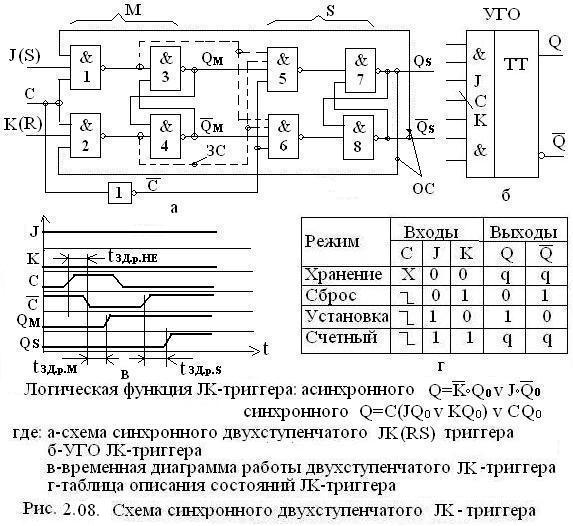 M S УГО
J(S) & 1 & 3 Qм & 5 & 7 Qs
C
K(R) & 2 & 4 Q̅м & 6 & 8 Q̅s
ЗС
1 C̅ ОС
а
& J C K & TT Q Q̅
б
J
K tЗД.р.НЕ
C
C̅
Qм
Qs
t
tЗД.р.М в tЗД.р.S
Режим Входы Выходы
C J K Q Q̅
Хранение X 0 0 q q
Сброс 0 1 0 1
Установка 1 0 1 0
Счетный 1 1 q q
г
Логическая функция JK-триггера: асинхронного Q=K̅∘Q₀ v J∘Q̅₀
синхронного Q=C(JQ₀ v KQ₀) v CQ₀
где: а-схема синхронного двухступенчатого JK(RS) триггера
б-УГО JK-триггера
в-временная диаграмма работы двухступенчатого JK-триггера
г-таблица описания состояний JK-триггера
Рис. 2.08. Схема синхронного двухступенчатого JK - триггера